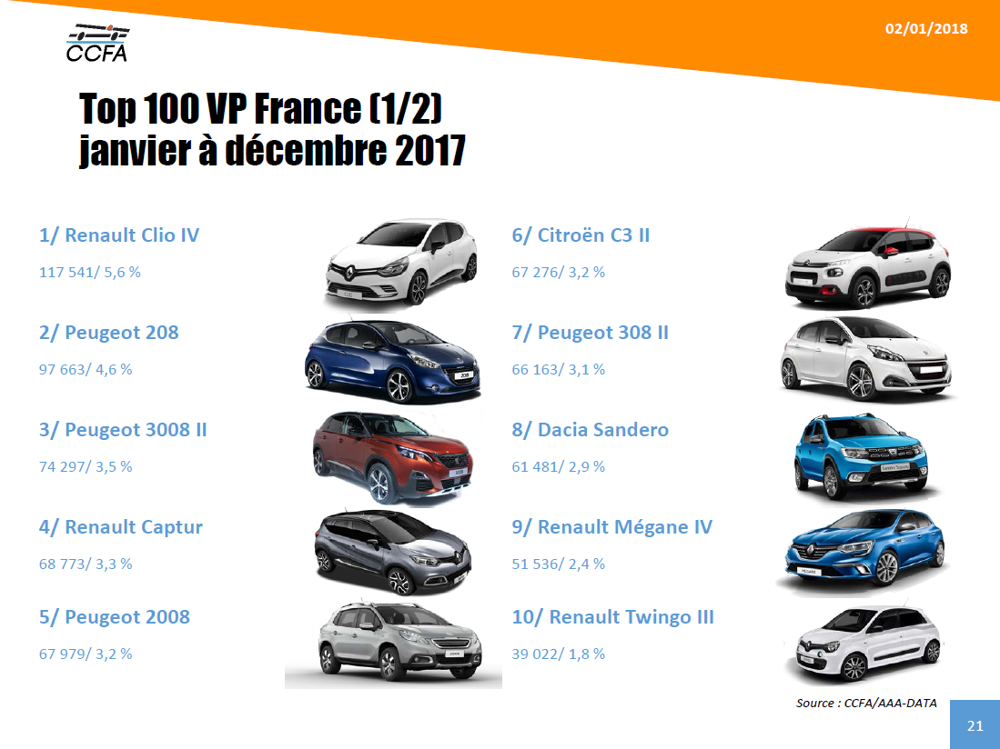 CCFA
02/01/2018
Top 100 VP France (1/2)
janvier à décembre 2017
1/ Renault Clio IV
117 541/ 5,6 %
2/ Peugeot 208
97 663/ 4,6 %
3/ Peugeot 3008 II
74 297/ 3,5 %
4/ Renault Captur
68 773/ 3,3 %
5/ Peugeot 2008
67 979/ 3,2 %
6/ Citroën C3 II
67 276/ 3,2 %
7/ Peugeot 308 II
66 163/ 3,1 %
8/ Dacia Sandero
61 481/ 2,9 %
9/ Renault Mégane IV
51 536/ 2,4 %
10/ Renault Twingo III
39 022/ 1,8 %
CLIO
208
MEGANE
Source : CCFA/AAA-DATA
21